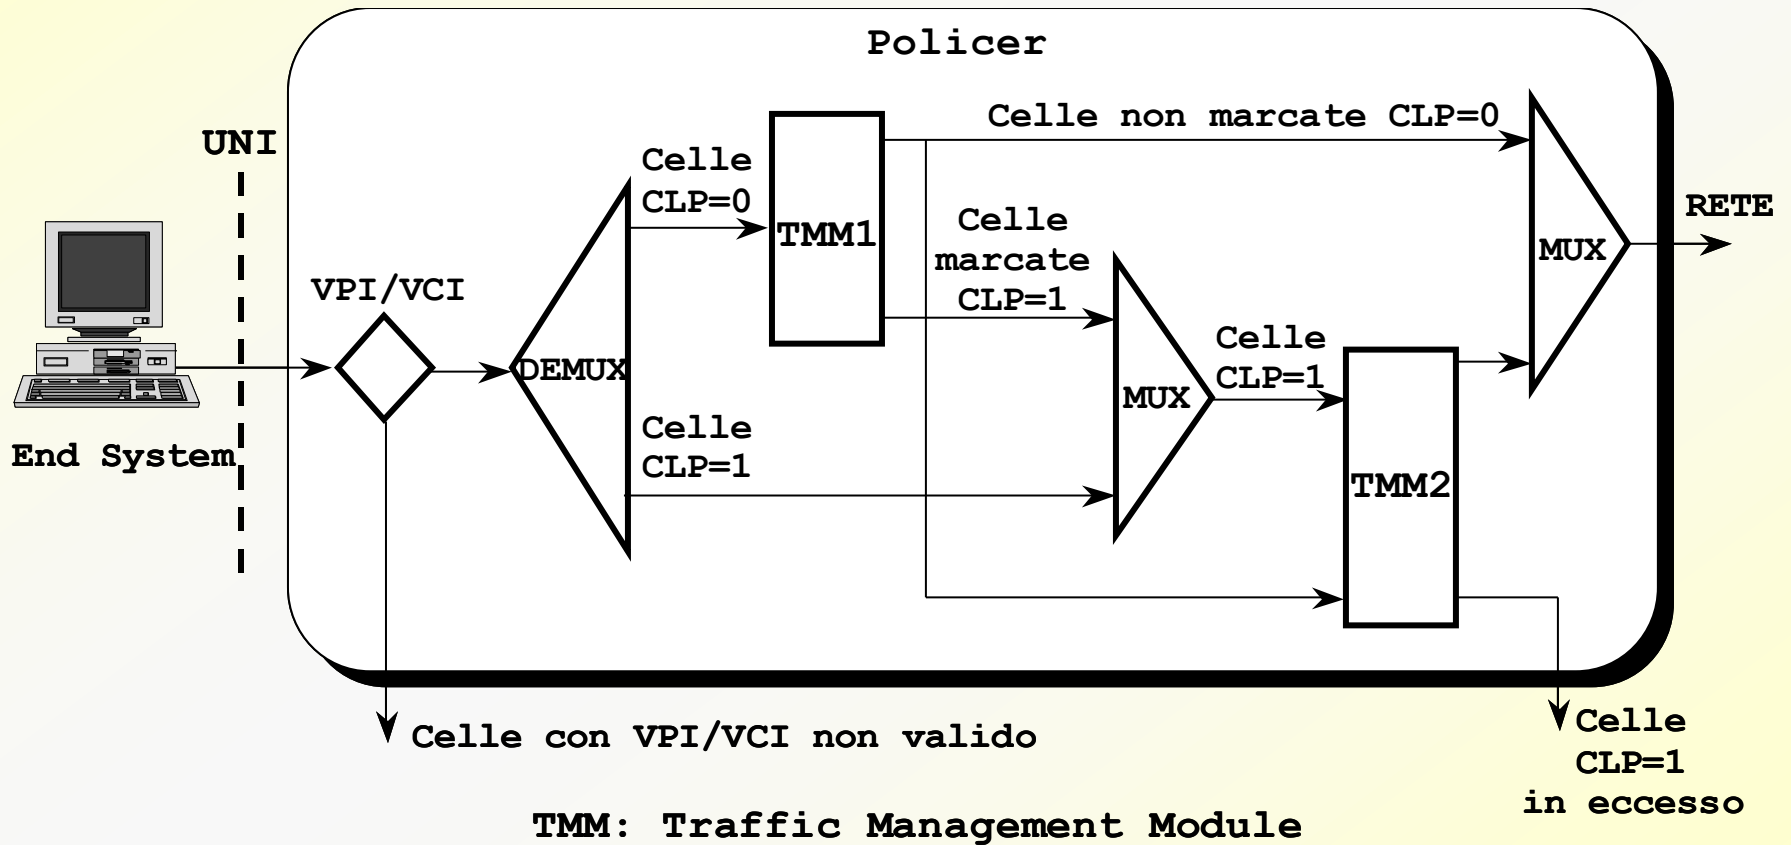 Policer
UNI
Celle non marcate CLP=0
Celle
CLP=0
TMM1
Celle
marcate
CLP=1
RETE
MUX
VPI/VCI
DEMUX
Celle
CLP=1
MUX
Celle
CLP=1
End System
TMM2
Celle con VPI/VCI non valido
Celle
CLP=1
in eccesso
TMM: Traffic Management Module